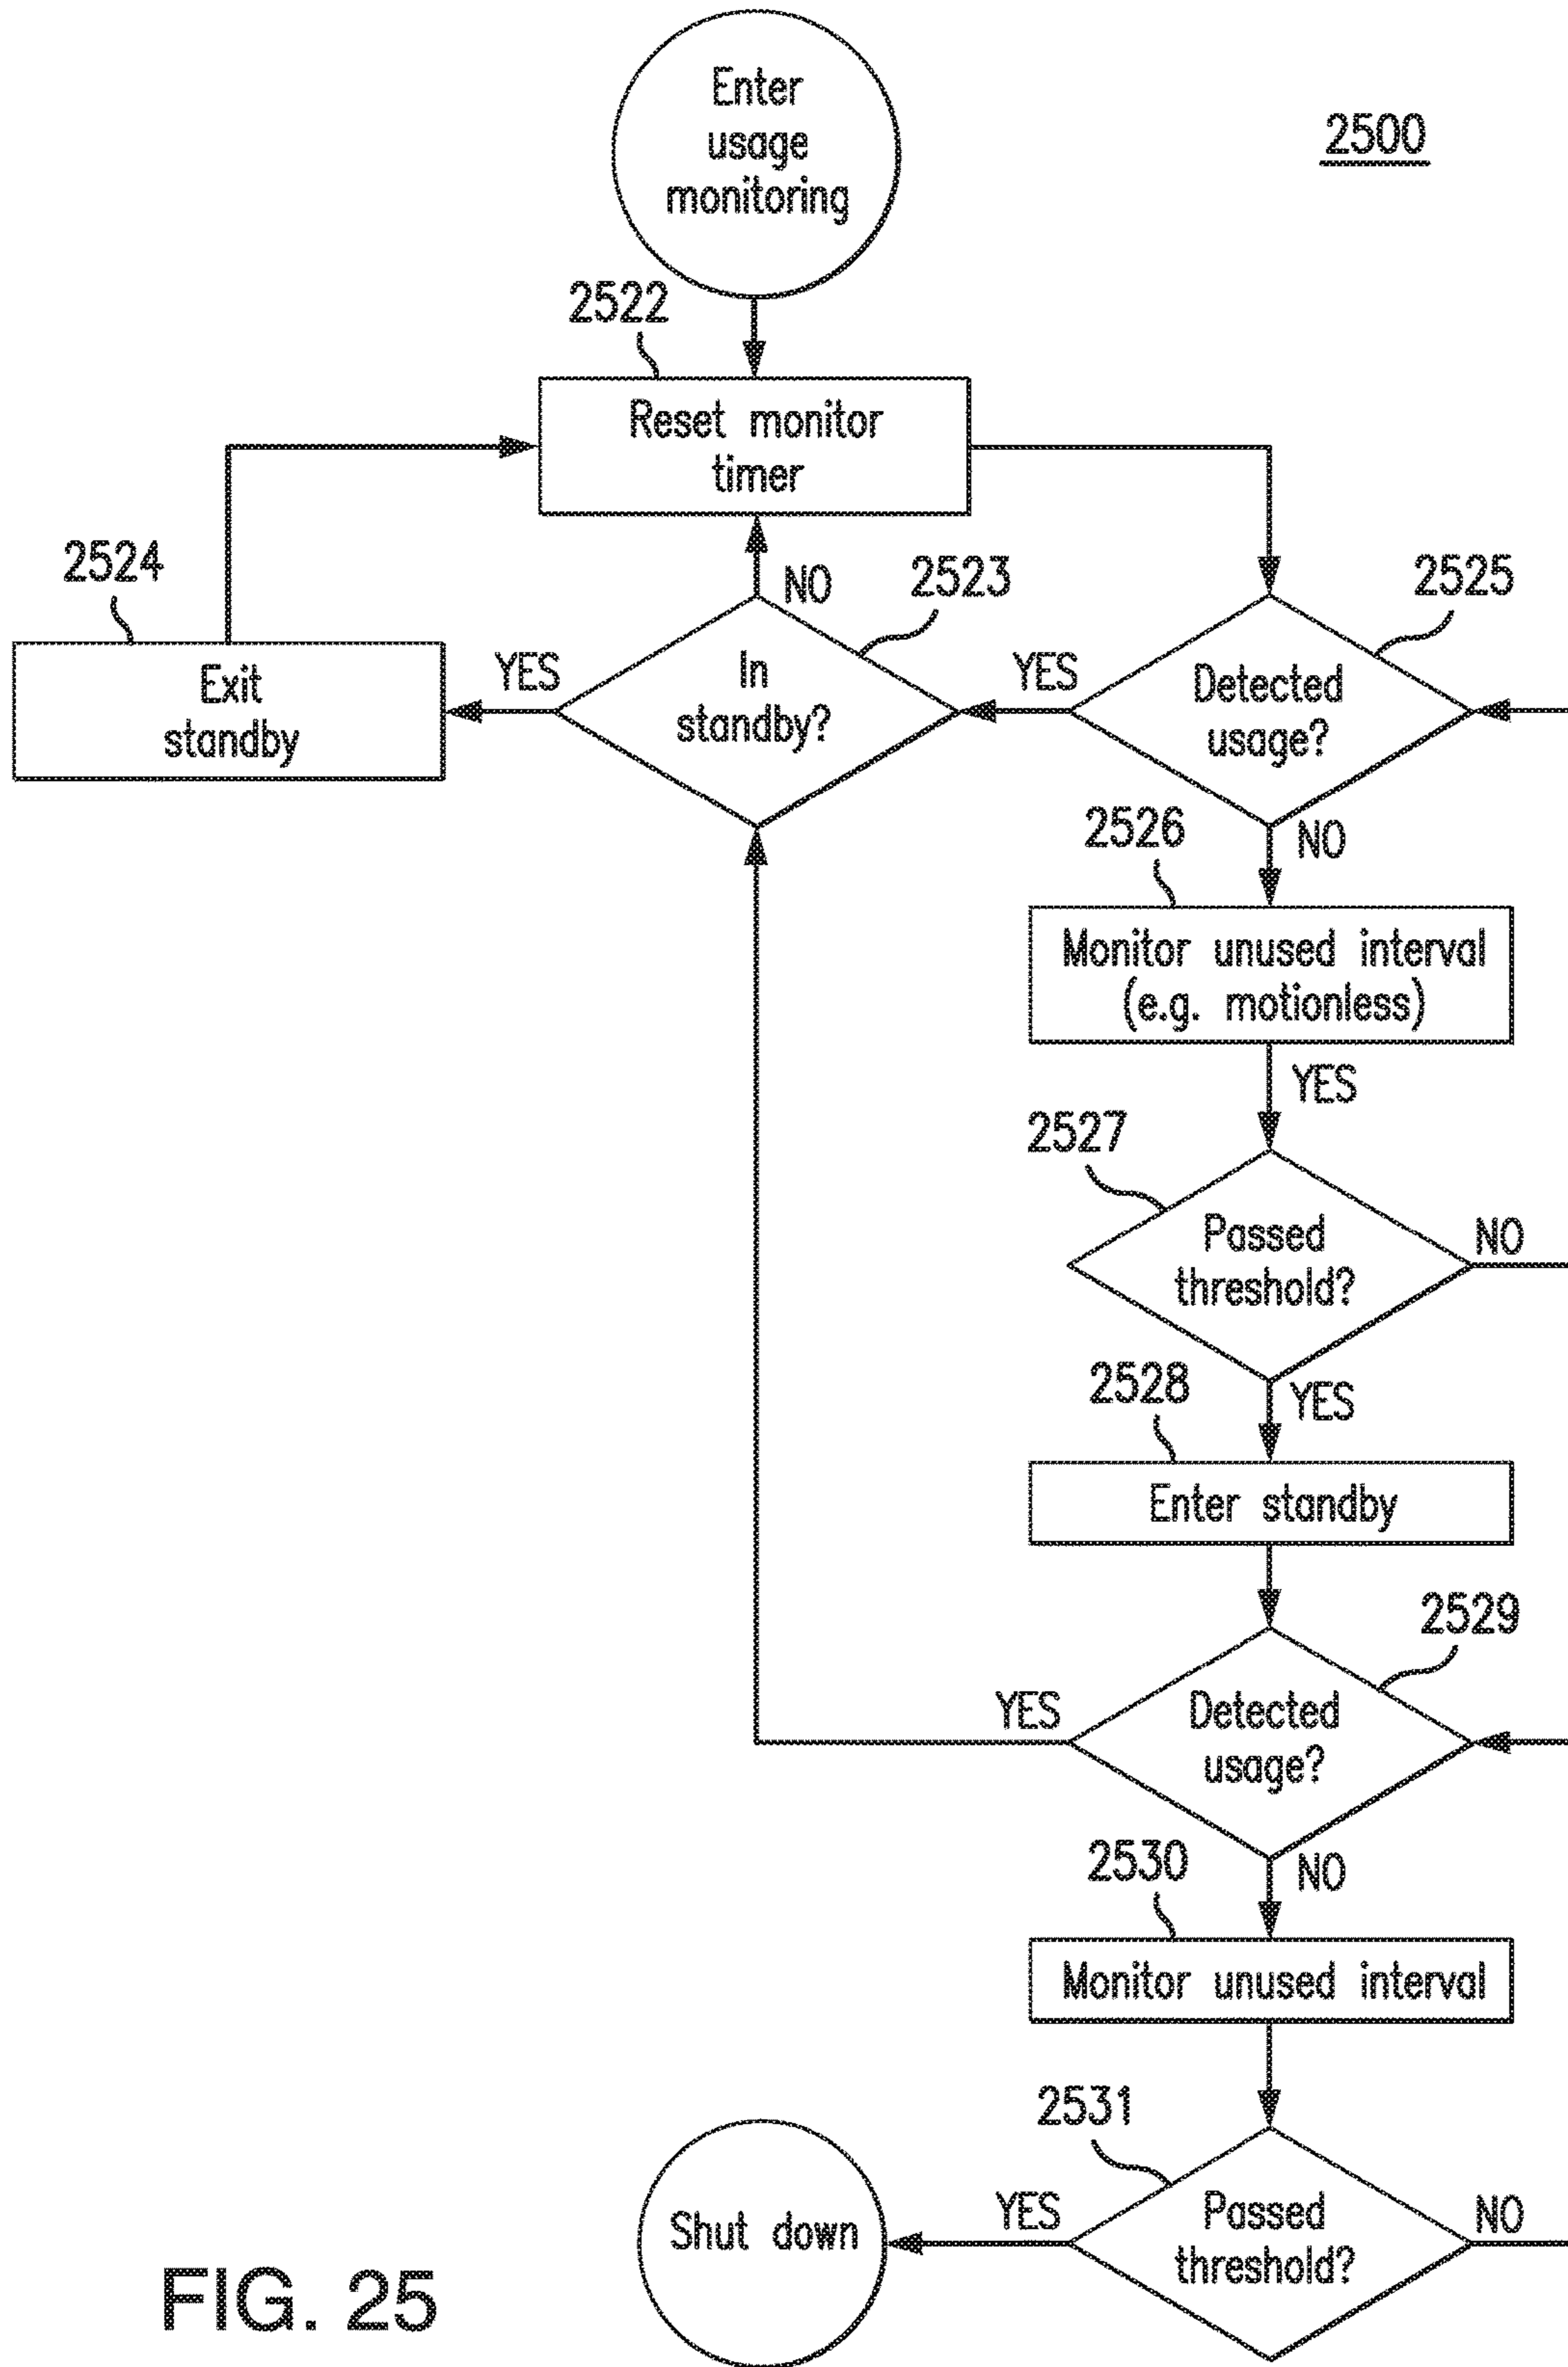 Enter
usage
monitoring
2500
2522
Reset monitor
timer
2524
NO
2523
2525
Exit
standby
YES
In
standby?
YES
Detected
usage?
2526
NO
Monitor unused interval
(e.g. motionless)
YES
2527
Passed
threshold?
NO
2528
YES
Enter standby
2529
YES
Detected
usage?
2530
NO
Monitor unused interval
2531
Shut down
YES
Passed
threshold?
NO
FIG. 25